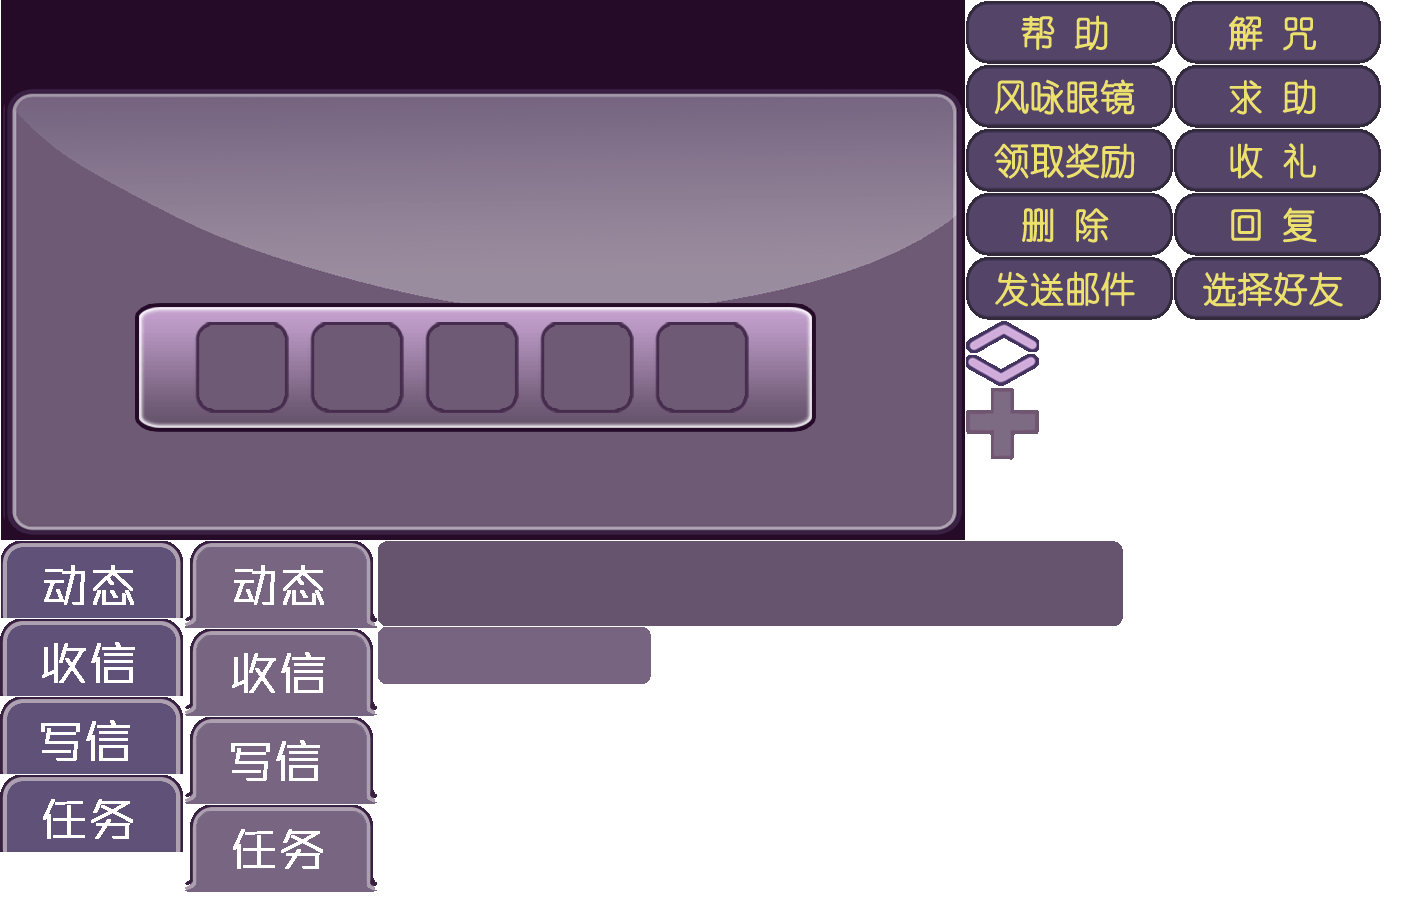 帮 助
解 咒
风咏眼镜
求 助
领取奖励
收 礼
删 除
回 复
发送邮件
选择好友
动态
动态
收信
收信
写信
写信
任务
任务